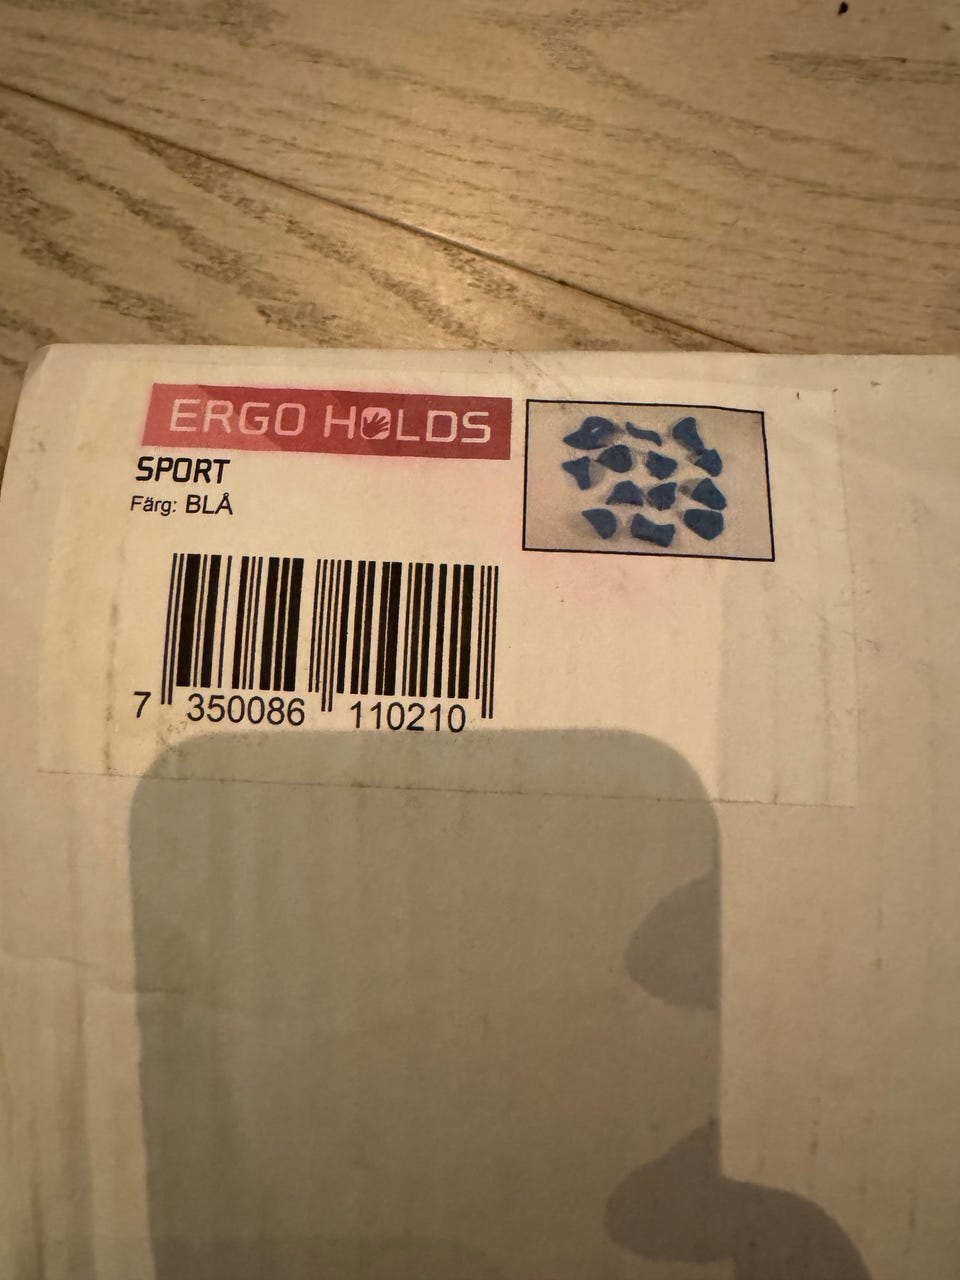 ERGO HOLDS
SPORT
Färg: BLÅ
7 350086 110210